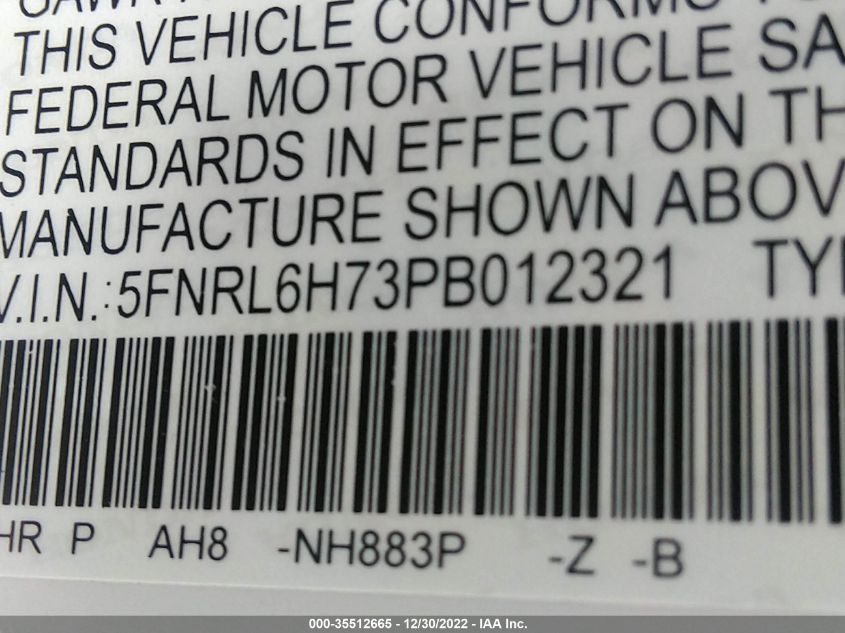 THIS VEHICLE CONFORMS
FEDERAL MOTOR VEHICLE SA
STANDARDS IN EFFECT ON TH
MANUFACTURE SHOWN ABOV
V.I.N.: 5FNRL6H73PB012321 TYP
HR P AH8 -NH883P -Z -B
000-35512665 - 12/30/2022 - IAA Inc.